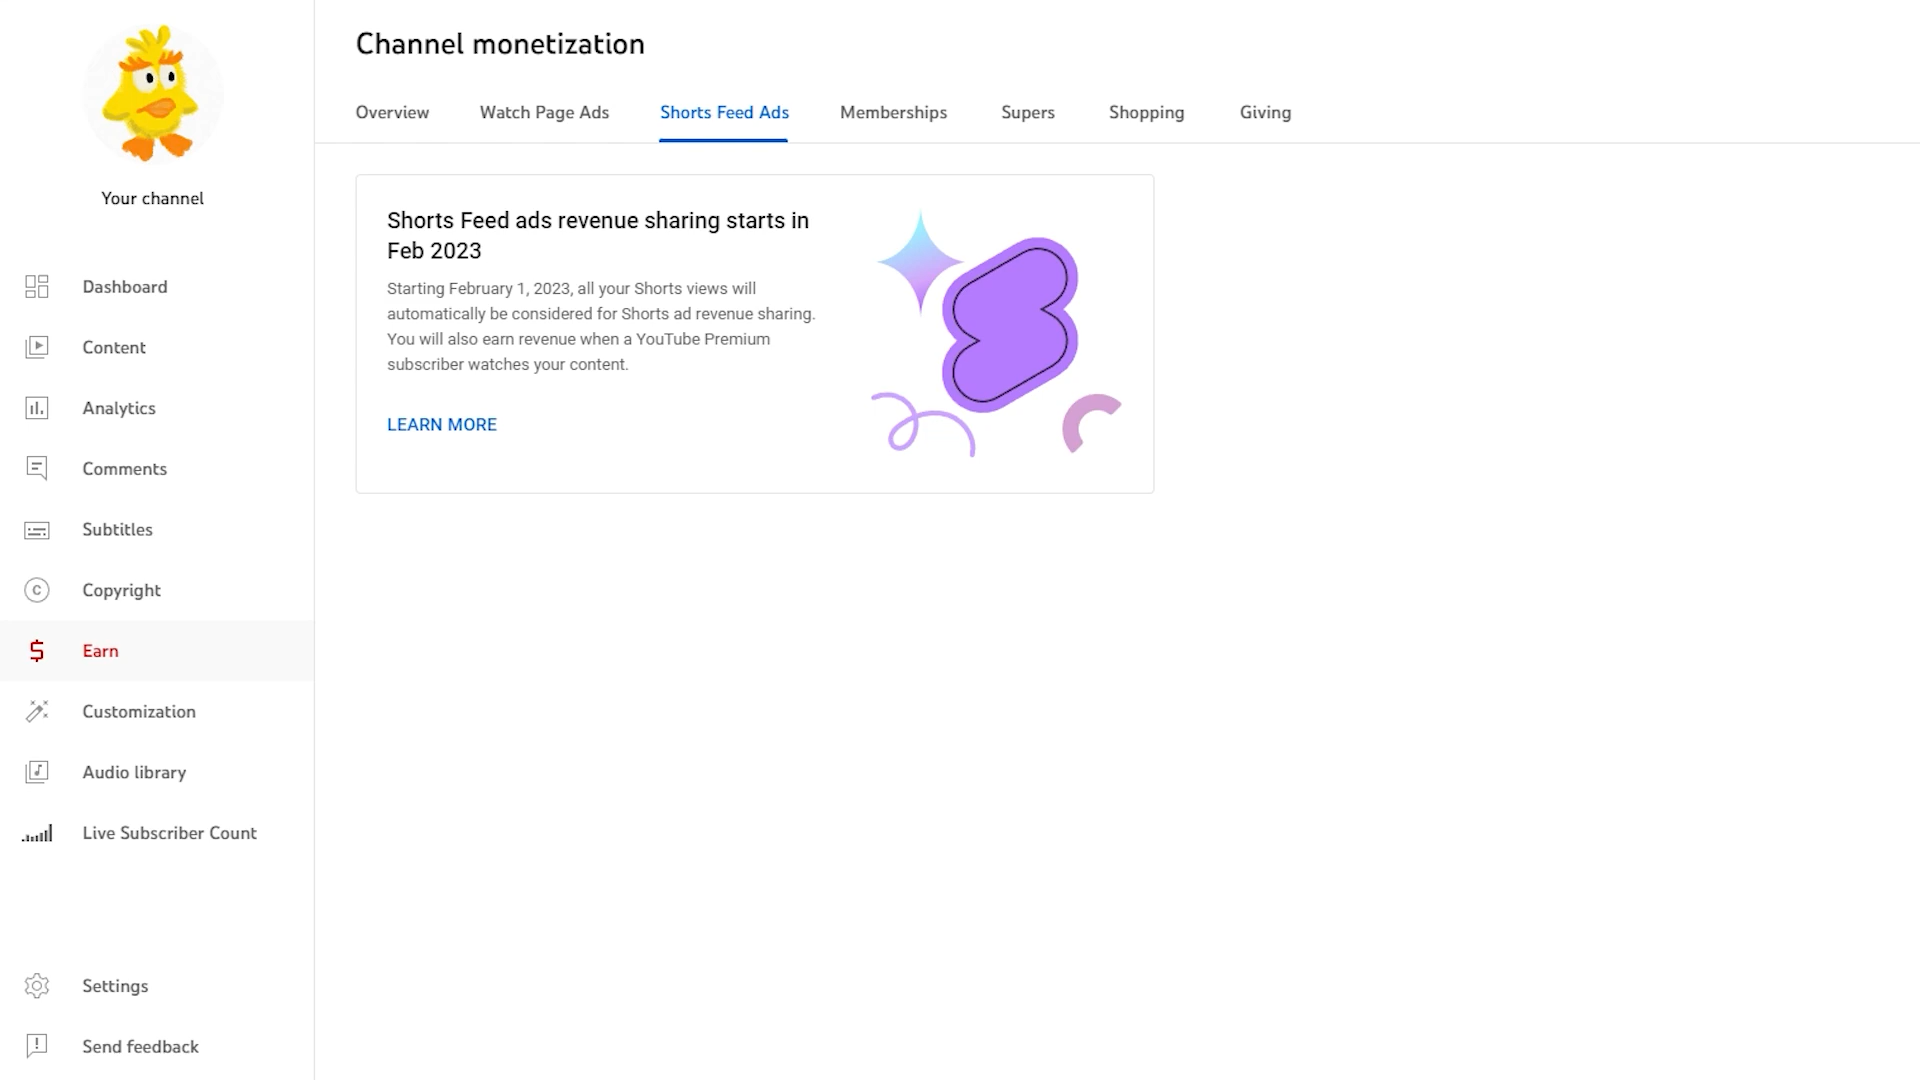 Channel monetization
Overview
Watch Page Ads
Shorts Feed Ads
Memberships
Supers
Shopping
Giving
Your channel
Dashboard
Content
Analytics
Comments
Subtitles
Copyright
Earn
Customization
Audio library
Live Subscriber Count
Settings
Send feedback
Shorts Feed ads revenue sharing starts in
Feb 2023
Starting February 1, 2023, all your Shorts views will
automatically be considered for Shorts ad revenue sharing.
You will also earn revenue when a YouTube Premium
subscriber watches your content.
LEARN MORE